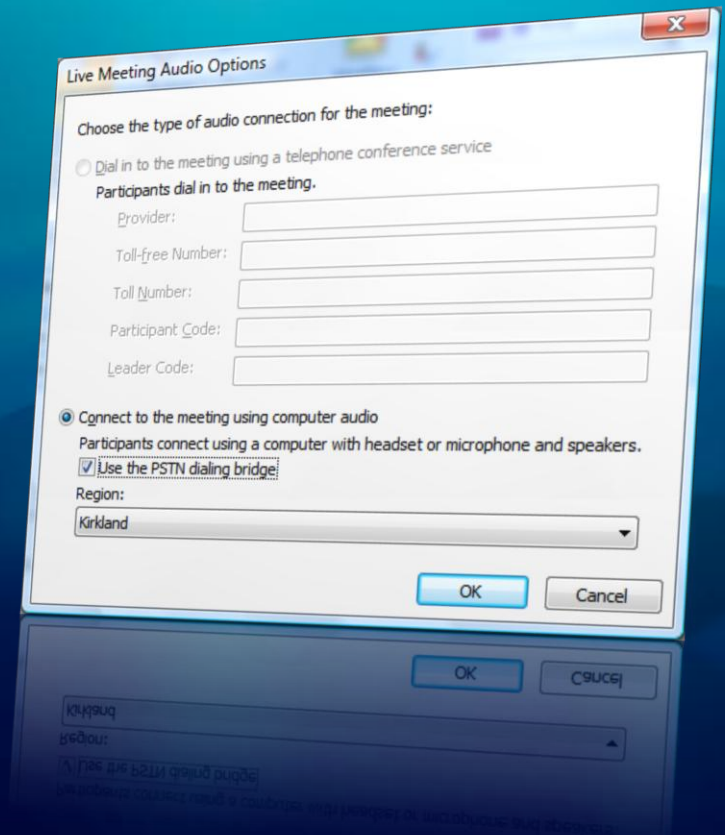 Live Meeting Audio Options
Choose the type of audio connection for the meeting:
Dial in to the meeting using a telephone conference service
Participants dial in to the meeting.
Provider:
Toll-free Number:
Toll Number:
Participant Code:
Leader Code:
Connect to the meeting using computer audio
Participants connect using a computer with headset or microphone and speakers.
Use the PSTN dialing bridge
Region:
Kirkland
OK Cancel